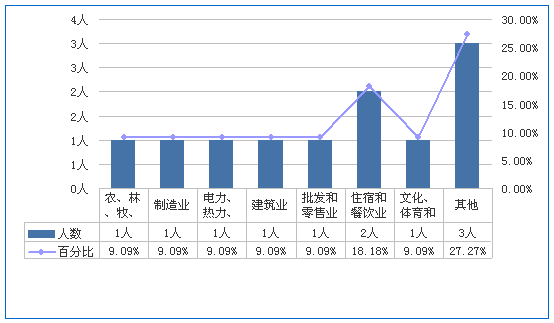 4人
3人
3人
2人
2人
1人
1人
0人
30.00%
25.00%
20.00%
15.00%
10.00%
5.00%
0.00%
农、林
、牧、
制造业
电力、
热力、
建筑业
批发和
零售业
住宿和
餐饮业
文化、
体育和
其他
人数 1人 1人 1人 1人 1人 2人 1人 3人
百分比 9.09% 9.09% 9.09% 9.09% 9.09% 18.18% 9.09% 27.27%